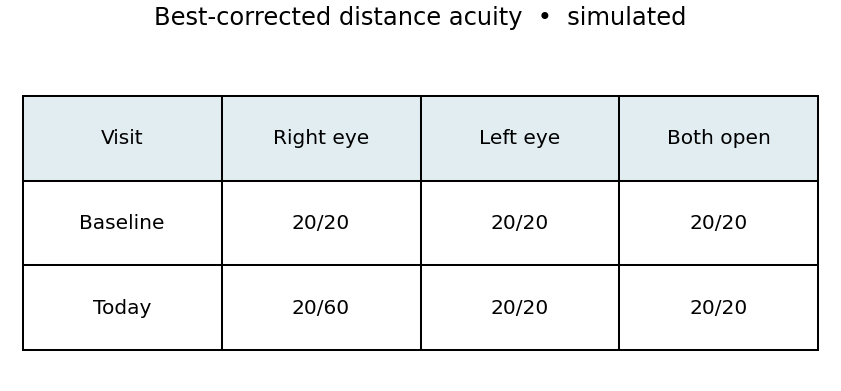 Best-corrected distance acuity • simulated
Visit Right eye Left eye Both open
Baseline 20/20 20/20 20/20
Today 20/60 20/20 20/20